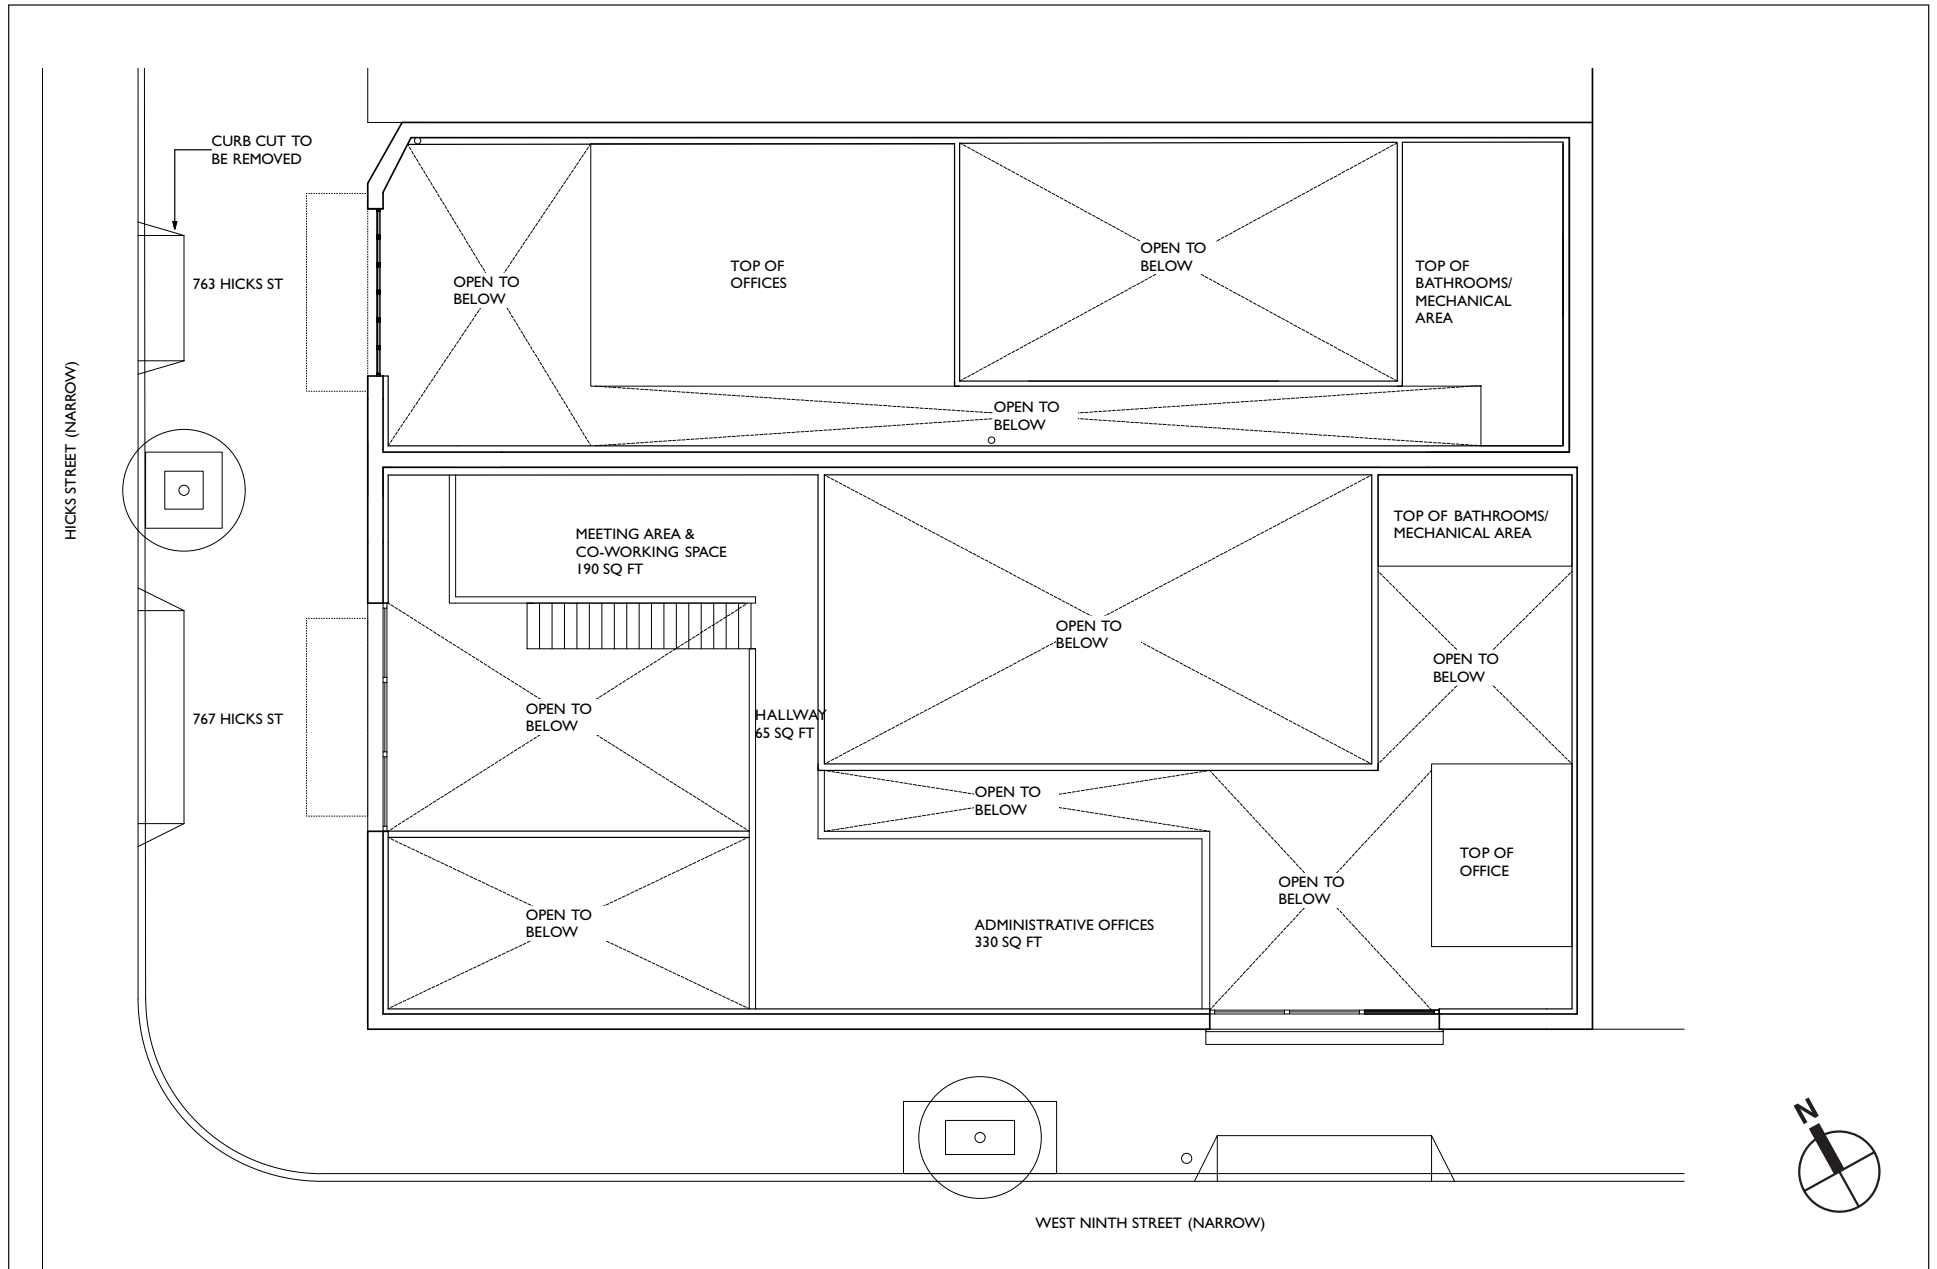 CURB CUT TO
BE REMOVED
763 HICKS ST
OPEN TO
BELOW
TOP OF
OFFICES
OPEN TO
BELOW
TOP OF
BATHROOMS/
MECHANICAL
AREA
OPEN TO
BELOW
HICKS STREET (NARROW)
MEETING AREA &
CO-WORKING SPACE
190 SQ FT
TOP OF BATHROOMS/
MECHANICAL AREA
OPEN TO
BELOW
OPEN TO
BELOW
767 HICKS ST
OPEN TO
BELOW
HALLWAY
65 SQ FT
OPEN TO
BELOW
TOP OF
OFFICE
OPEN TO
BELOW
OPEN TO
BELOW
ADMINISTRATIVE OFFICES
330 SQ FT
N
WEST NINTH STREET (NARROW)